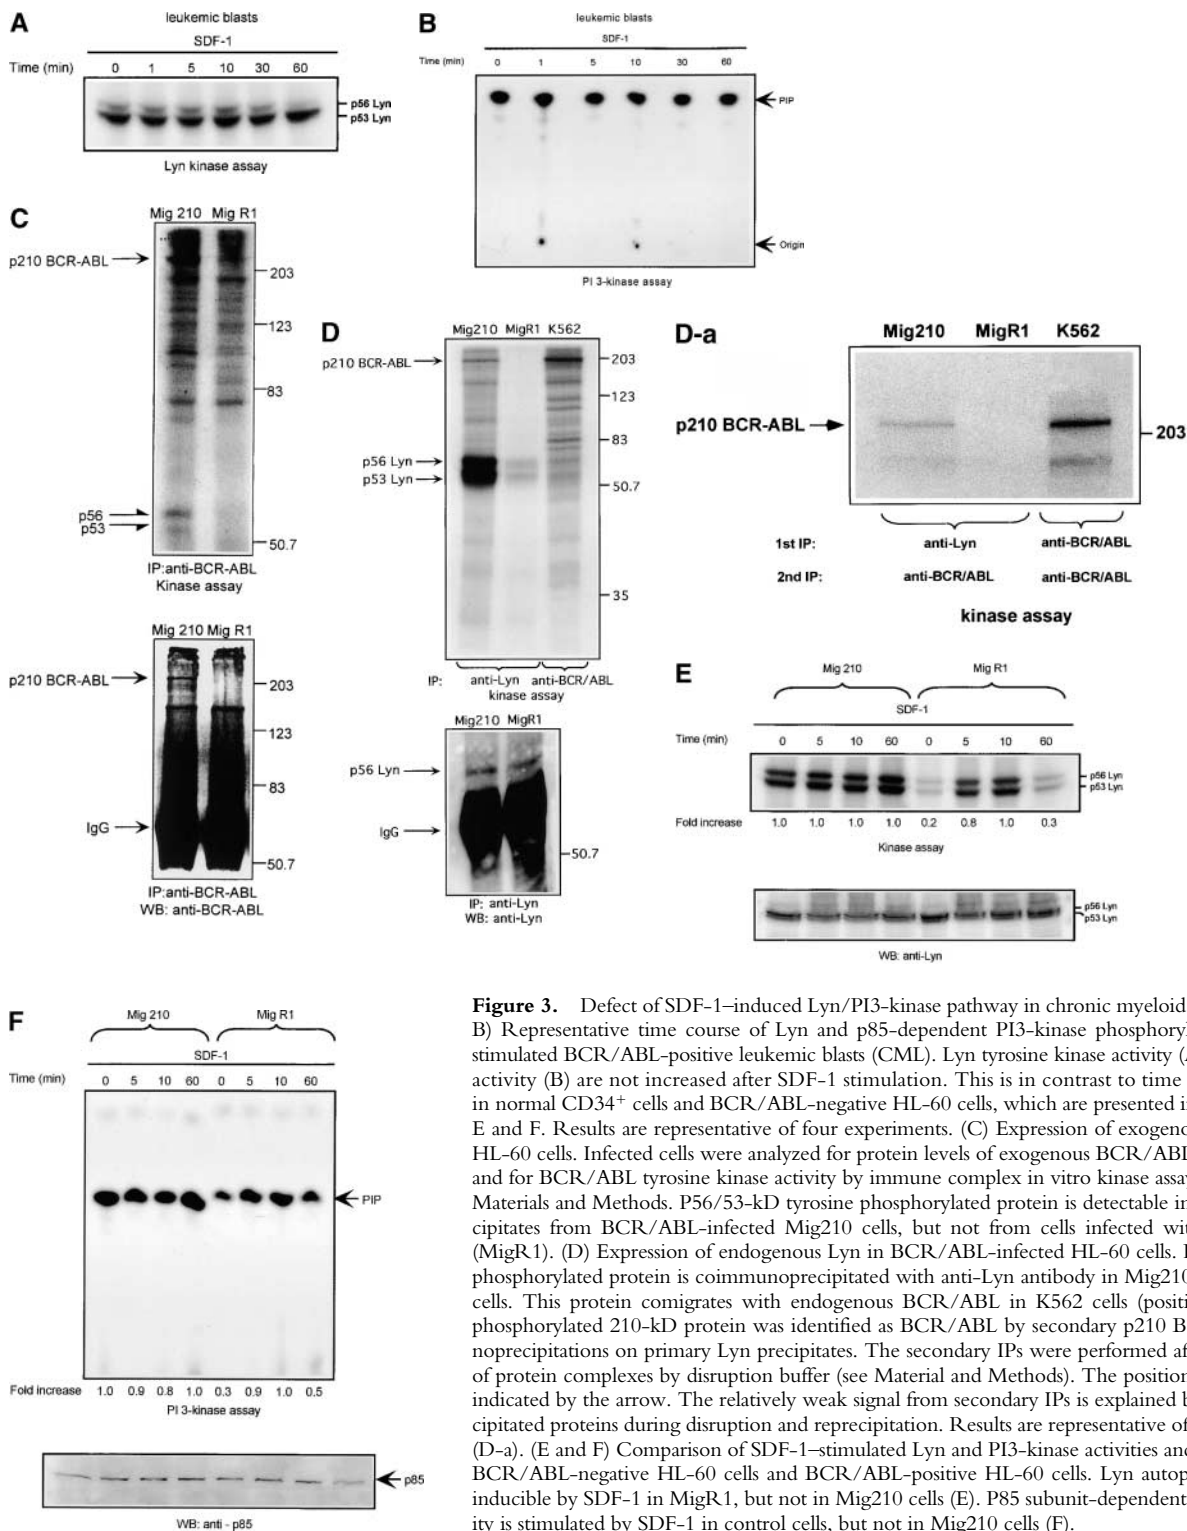 A
leukemic blasts
SDF-1
Time (min) 0 1 5 10 30 60
p56 Lyn
p53 Lyn
Lyn kinase assay
B
leukemic blasts
SDF-1
Time (min) 0 1 5 10 30 60
PIP
Origin
PI 3-kinase assay
C
Mig 210 Mig R1
p210 BCR-ABL
203
123
83
p56
p53
50.7
IP:anti-BCR-ABL
Kinase assay
Mig 210 Mig R1
p210 BCR-ABL
203
123
83
IgG
50.7
IP:anti-BCR-ABL
WB: anti-BCR-ABL
D
Mig210 MigR1 K562
p210 BCR-ABL
203
123
83
p56 Lyn
p53 Lyn
50.7
35
IP: anti-Lyn anti-BCR/ABL
kinase assay
Mig210 MigR1
p56 Lyn
IgG
50.7
IP: anti-Lyn
WB: anti-Lyn
D-a
Mig210 MigR1 K562
p210 BCR-ABL
203
1st IP: anti-Lyn anti-BCR/ABL
2nd IP: anti-BCR/ABL anti-BCR/ABL
kinase assay
E
Mig 210 Mig R1
SDF-1
Time (min) 0 5 10 60 0 5 10 60
p56 Lyn
p53 Lyn
Fold increase 1.0 1.0 1.0 1.0 0.2 0.8 1.0 0.3
Kinase assay
p56 Lyn
p53 Lyn
WB: anti-Lyn
F
Mig 210 Mig R1
SDF-1
Time (min) 0 5 10 60 0 5 10 60
PIP
Fold increase 1.0 0.9 0.8 1.0 0.3 0.9 1.0 0.5
PI 3-kinase assay
p85
WB: anti - p85
Figure 3. Defect of SDF-1–induced Lyn/PI3-kinase pathway in chronic myeloid
B) Representative time course of Lyn and p85-dependent PI3-kinase phosphoryl
stimulated BCR/ABL-positive leukemic blasts (CML). Lyn tyrosine kinase activity (
activity (B) are not increased after SDF-1 stimulation. This is in contrast to time
in normal CD34+ cells and BCR/ABL-negative HL-60 cells, which are presented i
E and F. Results are representative of four experiments. (C) Expression of exogeno
HL-60 cells. Infected cells were analyzed for protein levels of exogenous BCR/ABL
and for BCR/ABL tyrosine kinase activity by immune complex in vitro kinase assay
Materials and Methods. P56/53-kD tyrosine phosphorylated protein is detectable in
cipitates from BCR/ABL-infected Mig210 cells, but not from cells infected wit
(MigR1). (D) Expression of endogenous Lyn in BCR/ABL-infected HL-60 cells.
phosphorylated protein is coimmunoprecipitated with anti-Lyn antibody in Mig210
cells. This protein comigrates with endogenous BCR/ABL in K562 cells (positi
phosphorylated 210-kD protein was identified as BCR/ABL by secondary p210 B
noprecipitations on primary Lyn precipitates. The secondary IPs were performed af
of protein complexes by disruption buffer (see Material and Methods). The position
indicated by the arrow. The relatively weak signal from secondary IPs is explained b
cipitated proteins during disruption and reprecipitation. Results are representative of
(D-a). (E and F) Comparison of SDF-1–stimulated Lyn and PI3-kinase activities and
BCR/ABL-negative HL-60 cells and BCR/ABL-positive HL-60 cells. Lyn autop
inducible by SDF-1 in MigR1, but not in Mig210 cells (E). P85 subunit-dependent
ity is stimulated by SDF-1 in control cells, but not in Mig210 cells (F).